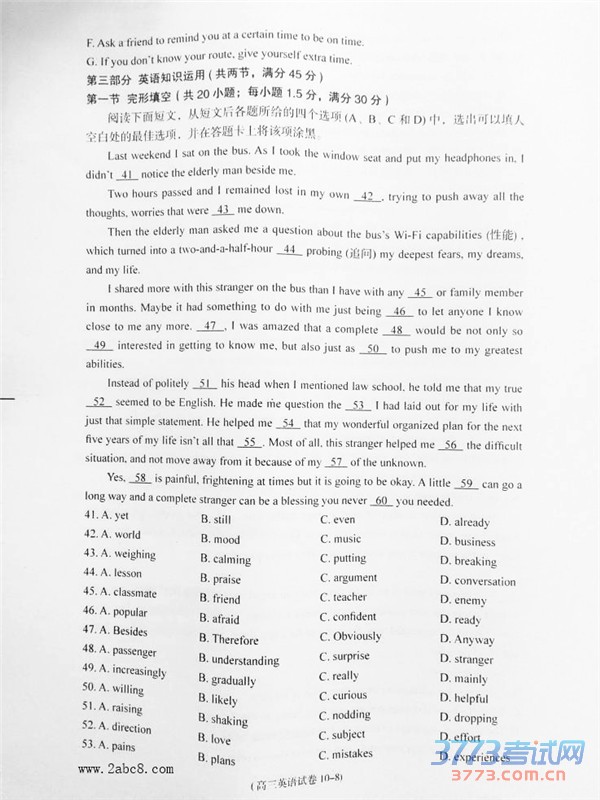 F. Ask a friend to remind you at a certain time to be on time.
G. If you don't know your route, give yourself extra time.
第三部分 英语知识运用(共两节,满分45分)
第一节 完形填空(共20小题;每小题1.5分,满分30分)
阅读下面短文,从短文后各题所给的四个选项(A、B、C和D)中,选出可以填入
空白处的最佳选项,并在答题卡上将该项涂黑。
Last weekend I sat on the bus. As I took the window seat and put my headphones in, I
didn't 41 notice the elderly man beside me.
Two hours passed and I remained lost in my own 42 , trying to push away all the
thoughts, worries that were 43 me down.
Then the elderly man asked me a question about the bus's Wi-Fi capabilities (性能) ,
which turned into a two-and-a-half-hour 44 probing (追问) my deepest fears, my dreams,
and my life.
I shared more with this stranger on the bus than I have with any 45 or family member
in months. Maybe it had something to do with me just being 46 to let anyone I know
close to me any more. 47 , I was amazed that a complete 48 would be not only so
49 interested in getting to know me, but also just as 50 to push me to my greatest
abilities.
Instead of politely 51 his head when I mentioned law school, he told me that my true
52 seemed to be English. He made me question the 53 I had laid out for my life with
just that simple statement. He helped me 54 that my wonderful organized plan for the next
five years of my life isn't all that 55 . Most of all, this stranger helped me 56 the difficult
situation, and not move away from it because of my 57 of the unknown.
Yes, 58 is painful, frightening at times but it is going to be okay. A little 59 can go a
long way and a complete stranger can be a blessing you never 60 you needed.
41. A. yet B. still C. even D. already
42. A. world B. mood C. music D. business
43. A. weighing B. calming C. putting D. breaking
44. A. lesson B. praise C. argument D. conversation
45. A. classmate B. friend C. teacher D. enemy
46. A. popular B. afraid C. confident D. ready
47. A. Besides B. Therefore C. Obviously D. Anyway
48. A. passenger B. understanding C. surprise D. stranger
49. A. increasingly B. gradually C. really D. mainly
50. A. willing B. likely C. curious D. helpful
51. A. raising B. shaking C. nodding D. dropping
52. A. direction B. love C. subject D. effort
53. A. pains B. plans C. mistakes D. experiences
www.2abc8.com
(高三英语试卷 10-8)
3773考试网
3773.com.cn